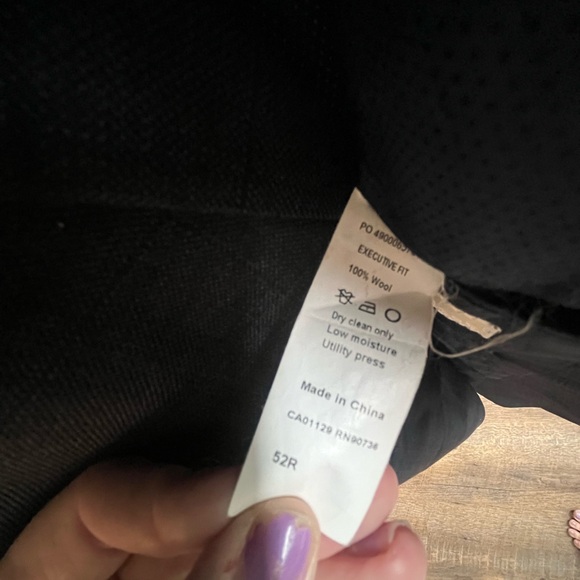 PO
EXECUTIVE FIT
100% Wool
Dry clean only
Low moisture
Utility press
Made in China
CA01129 RN90736
52R